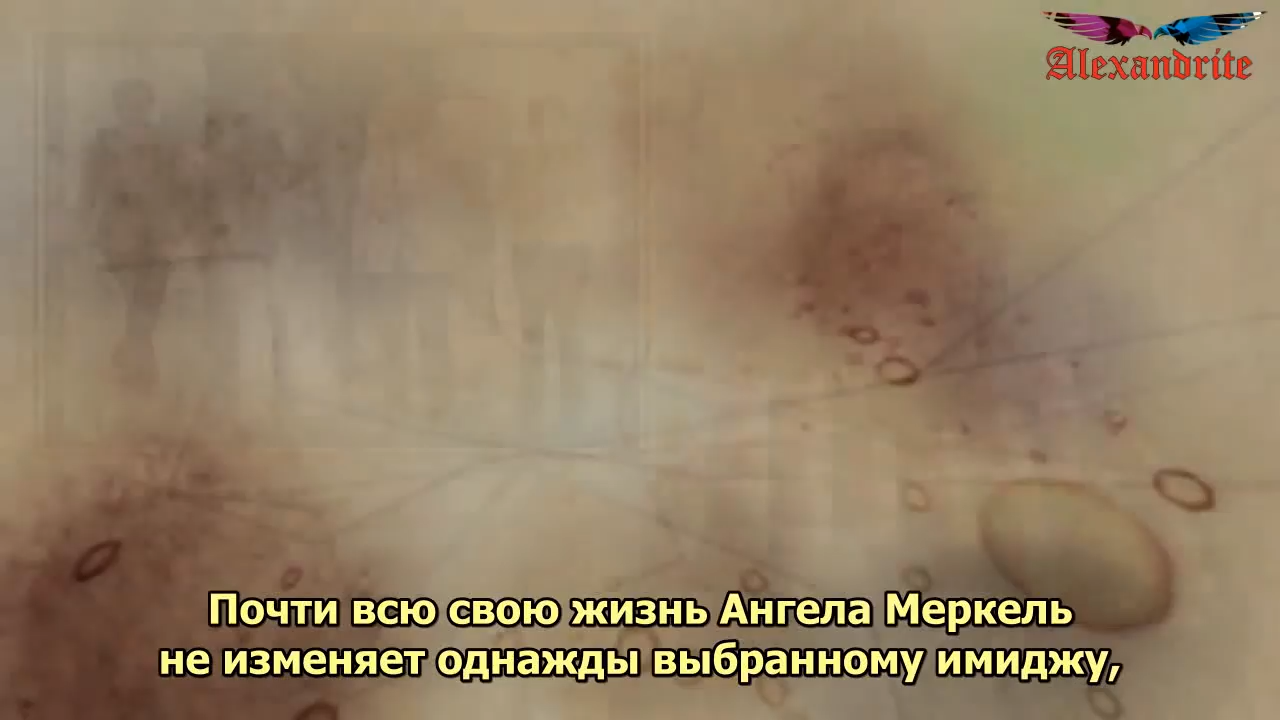 Alexandrite
Почти всю свою жизнь Ангела Меркель
не изменяет однажды выбранному имиджу,